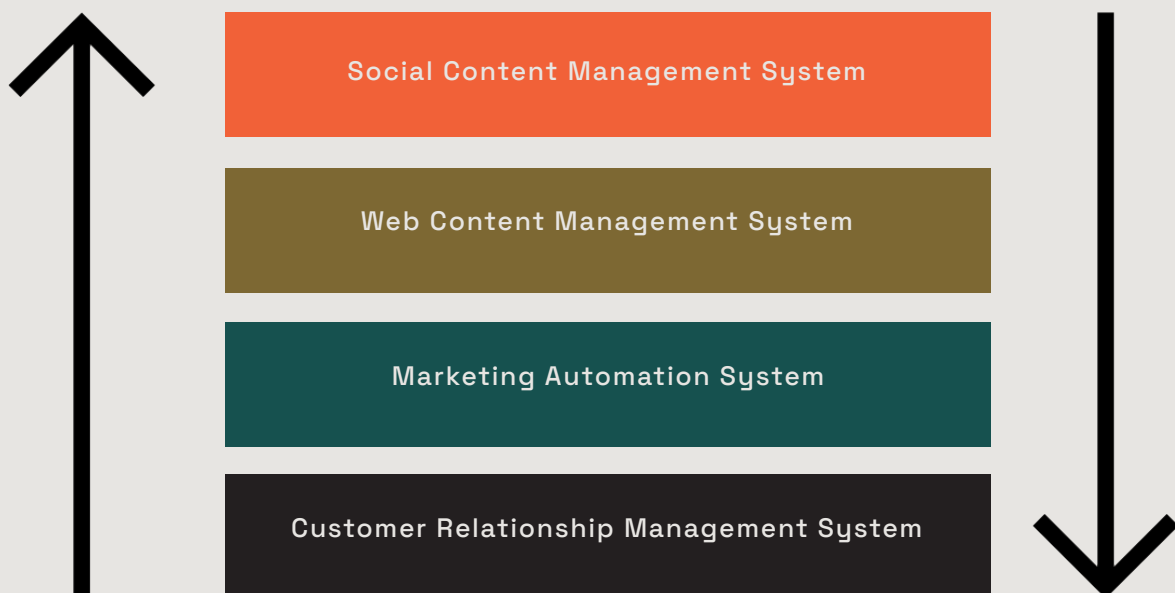 Social Content Management System
Web Content Management System
Marketing Automation System
Customer Relationship Management System